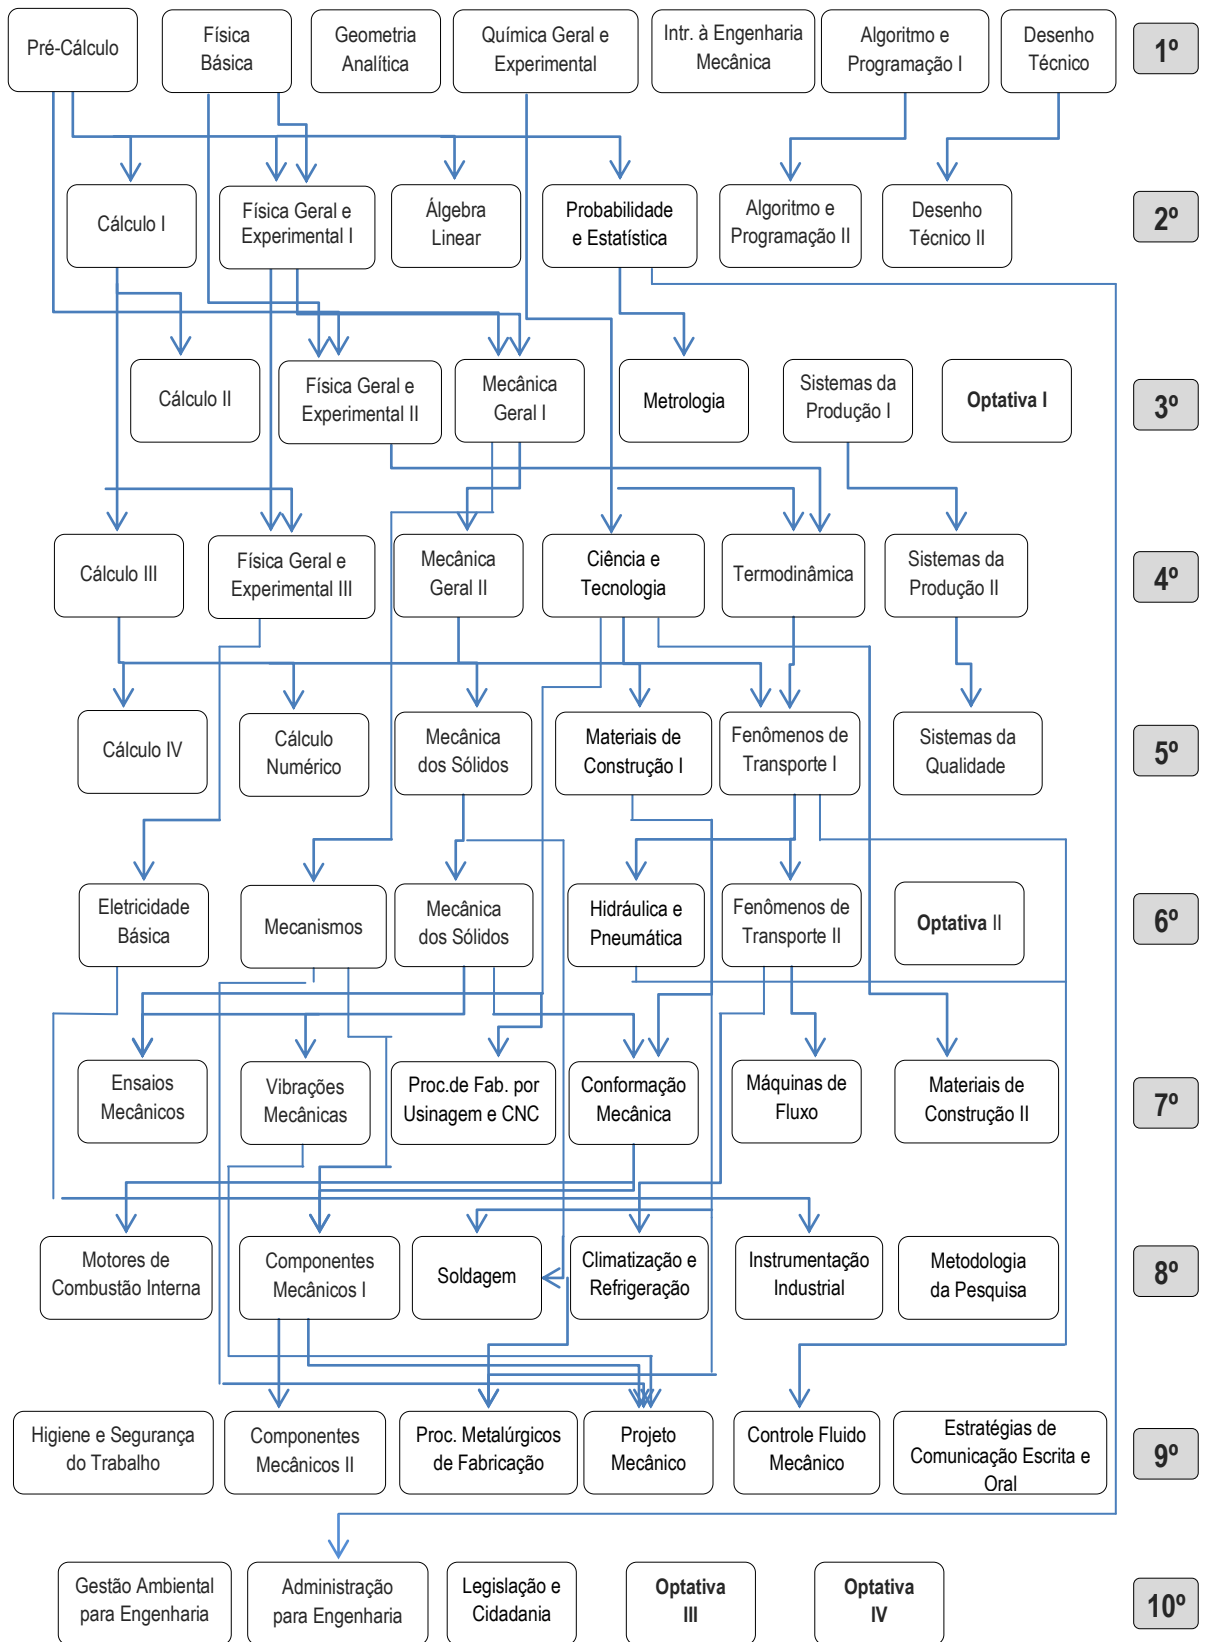 Pré-Cálculo
Física
Básica
Geometria
Analítica
Química Geral e
Experimental
Intr. à Engenharia
Mecânica
Algoritmo e
Programação I
Desenho
Técnico
1º
Cálculo I
Física Geral e
Experimental I
Álgebra
Linear
Probabilidade
e Estatística
Algoritmo e
Programação II
Desenho
Técnico II
2º
Cálculo II
Física Geral e
Experimental II
Mecânica
Geral I
Metrologia
Sistemas da
Produção I
Optativa I
3º
Cálculo III
Física Geral e
Experimental III
Mecânica
Geral II
Ciência e
Tecnologia
Termodinâmica
Sistemas da
Produção II
4º
Cálculo IV
Cálculo
Numérico
Mecânica
dos Sólidos
Materiais de
Construção I
Fenômenos de
Transporte I
Sistemas da
Qualidade
5º
Eletricidade
Básica
Mecanismos
Mecânica
dos Sólidos
Hidráulica e
Pneumática
Fenômenos de
Transporte II
Optativa II
6º
Ensaios
Mecânicos
Vibrações
Mecânicas
Proc.de Fab. por
Usinagem e CNC
Conformação
Mecânica
Máquinas de
Fluxo
Materiais de
Construção II
7º
Motores de
Combustão Interna
Componentes
Mecânicos I
Soldagem
Climatização e
Refrigeração
Instrumentação
Industrial
Metodologia
da Pesquisa
8º
Higiene e Segurança
do Trabalho
Componentes
Mecânicos II
Proc. Metalúrgicos
de Fabricação
Projeto
Mecânico
Controle Fluido
Mecânico
Estratégias de
Comunicação Escrita e
Oral
9º
Gestão Ambiental
para Engenharia
Administração
para Engenharia
Legislação e
Cidadania
Optativa
III
Optativa
IV
10º